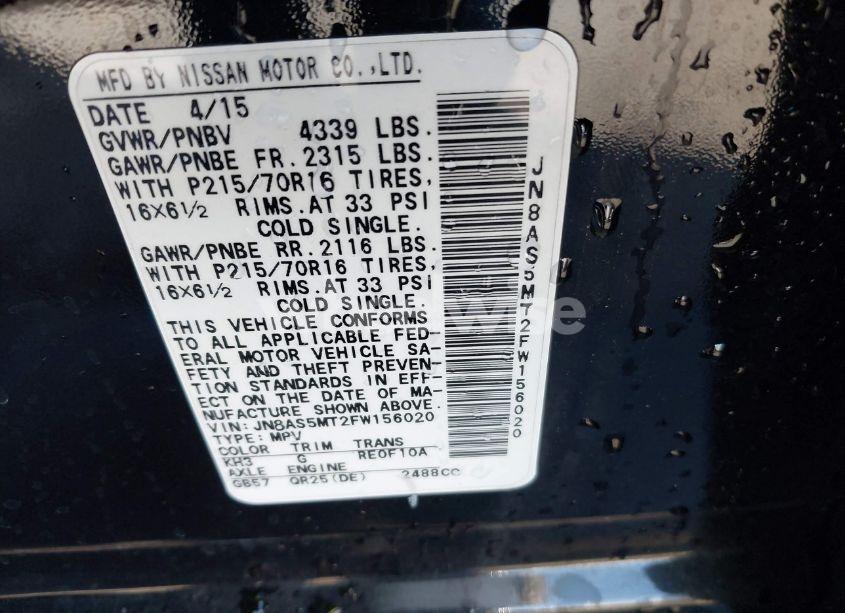 MFD BY NISSAN MOTOR CO.,LTD.
DATE 4/15
GVWR/PNBV 4339 LBS.
GAWR/PNBE FR. 2315 LBS.
WITH P215/70R16 TIRES,
16X6½ RIMS. AT 33 PSI
COLD SINGLE.
GAWR/PNBE RR. 2116 LBS.
WITH P215/70R16 TIRES,
16X6½ RIMS. AT 33 PSI
COLD SINGLE.
THIS VEHICLE CONFORMS
TO ALL APPLICABLE FED-
ERAL MOTOR VEHICLE SA-
FETY AND THEFT PREVEN-
TION STANDARDS IN EFF-
ECT ON THE DATE OF MA-
NUFACTURE SHOWN ABOVE.
VIN: JN8AS5MT2FW156020
TYPE: MPV
COLOR TRIM TRANS
KH3 G RE0F10A
AXLE ENGINE
GB57 QR25(DE) 2488CC
JN8AS5MT2FW156020